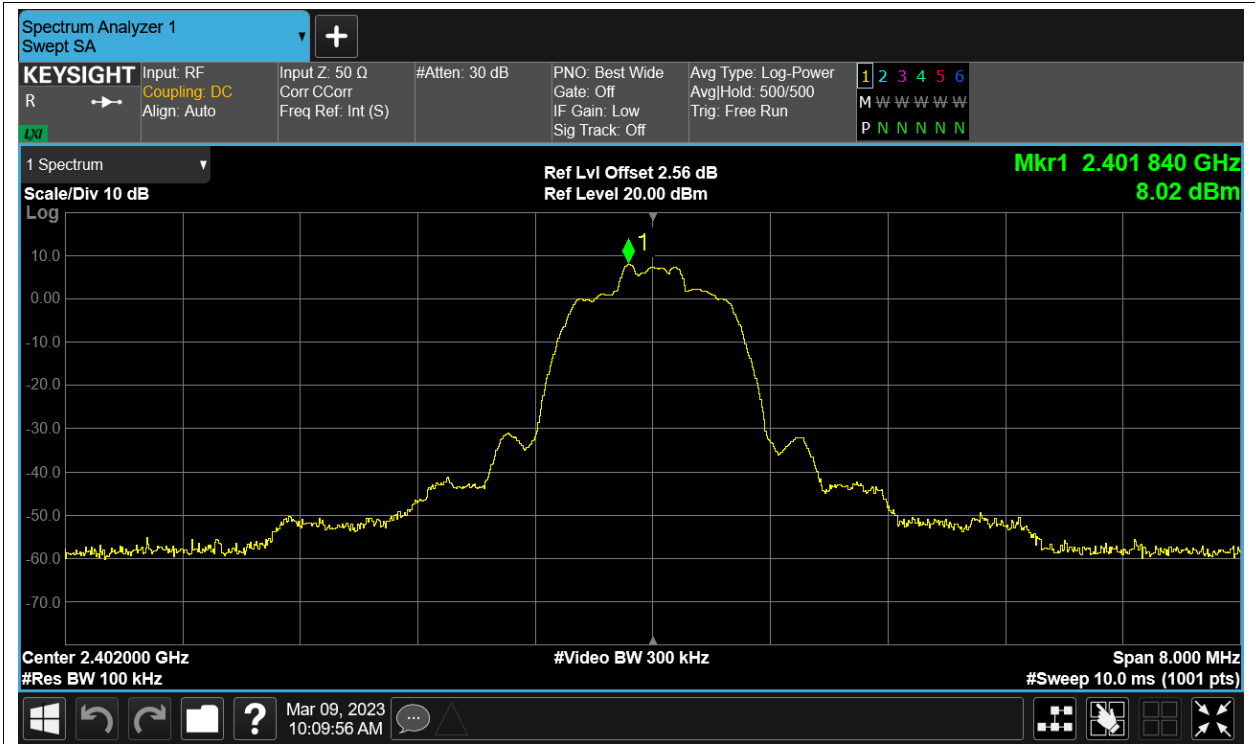 Spectrum Analyzer 1
Swept SA
+
KEYSIGHT
R
LXI
Input: RF
Coupling: DC
Align: Auto
Input Z: 50 Ω
Corr CCorr
Freq Ref: Int (S)
#Atten: 30 dB
PNO: Best Wide
Gate: Off
IF Gain: Low
Sig Track: Off
Avg Type: Log-Power
Avg|Hold: 500/500
Trig: Free Run
1 2 3 4 5 6
M W W W W W
P N N N N N
1 Spectrum
Scale/Div 10 dB
Log
Ref Lvl Offset 2.56 dB
Ref Level 20.00 dBm
Mkr1 2.401 840 GHz
8.02 dBm
1
10.0
0.00
-10.0
-20.0
-30.0
-40.0
-50.0
-60.0
-70.0
Center 2.402000 GHz
#Video BW 300 kHz
Span 8.000 MHz
#Res BW 100 kHz
#Sweep 10.0 ms (1001 pts)
?
Mar 09, 2023
10:09:56 AM